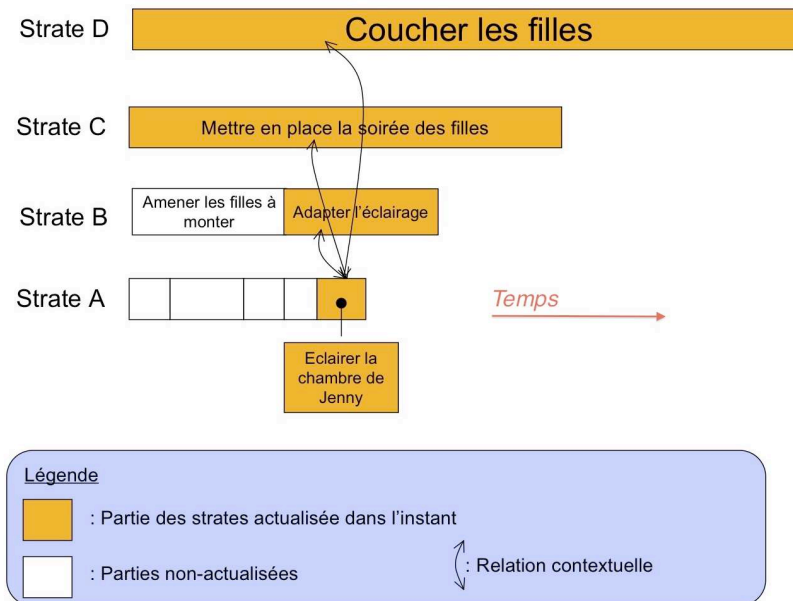 Strate D
Coucher les filles
Strate C
Mettre en place la soirée des filles
Strate B
Amener les filles à
monter
Adapter l'éclairage
Strate A
Temps
Eclairer la
chambre de
Jenny
Légende
: Partie des strates actualisée dans l'instant
: Parties non-actualisées
: Relation contextuelle